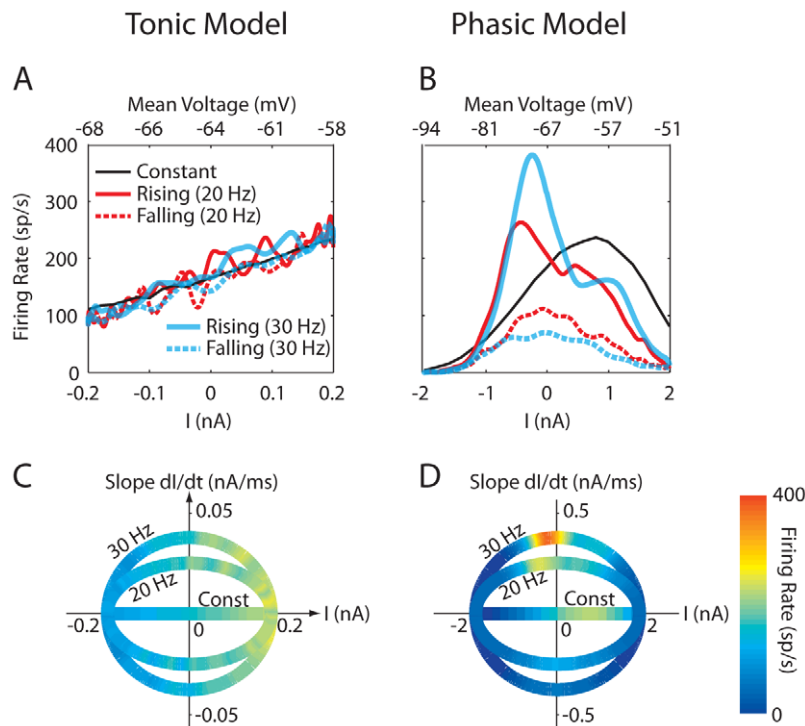 Tonic Model
Phasic Model
A
B
Mean Voltage (mV)
-68 -66 -64 -61 -58
Mean Voltage (mV)
-94 -81 -67 -57 -51
Firing Rate (sp/s)
400
300
200
100
0
Constant
Rising (20 Hz)
Falling (20 Hz)
Rising (30 Hz)
Falling (30 Hz)
-0.2 -0.1 0 0.1 0.2
I (nA)
-2 -1 0 1 2
I (nA)
C
D
Slope dI/dt (nA/ms)
0.05
30 Hz
20 Hz
Const
-0.2 0 0.2
I (nA)
-0.05
Slope dI/dt (nA/ms)
0.5
30 Hz
20 Hz
Const
-2 0 2
I (nA)
-0.5
400
Firing Rate (sp/s)
0